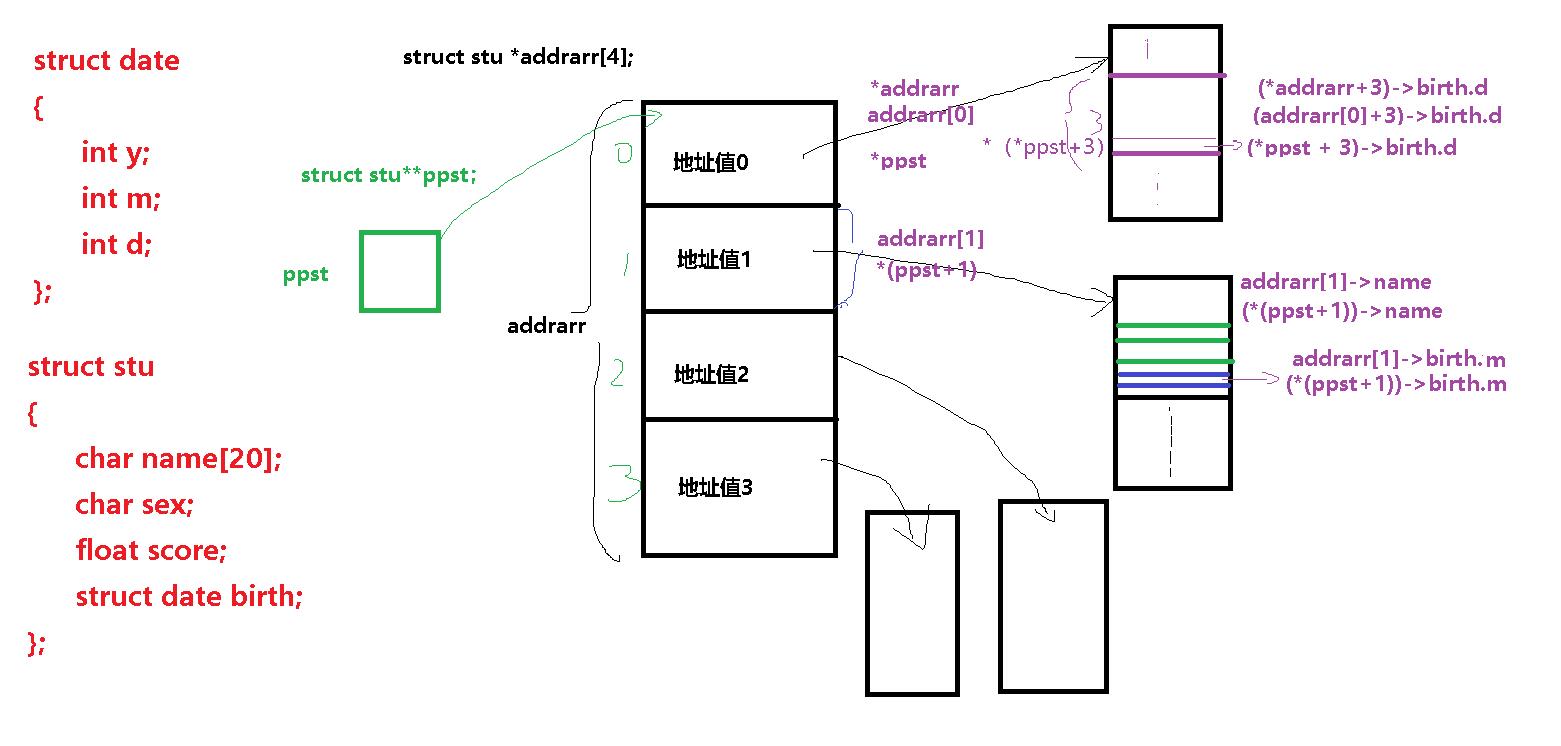 struct date
{
int y;
int m;
int d;
};
struct stu
{
char name[20];
char sex;
float score;
struct date birth;
};
struct stu *addrarr[4];
struct stu**ppst;
ppst
addrarr
0
地址值0
1
地址值1
2
地址值2
3
地址值3
*addrarr
addrarr[0]
*ppst
addrarr[1]
*(ppst+1)
3
* (*ppst+3)
(*addrarr+3)->birth.d
(addrarr[0]+3)->birth.d
(*ppst + 3)->birth.d
addrarr[1]->name
(*(ppst+1))->name
addrarr[1]->birth.m
(*(ppst+1))->birth.m